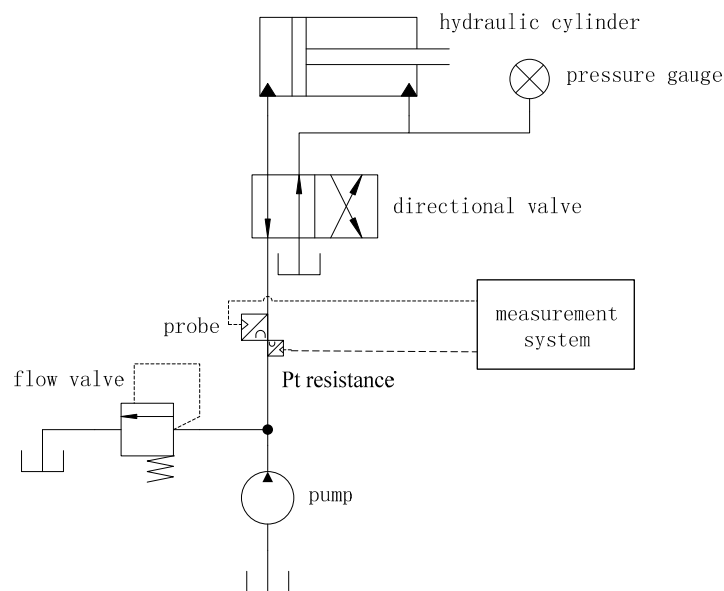 hydraulic cylinder
pressure gauge
directional valve
measurement
system
probe
flow valve
Pt resistance
pump